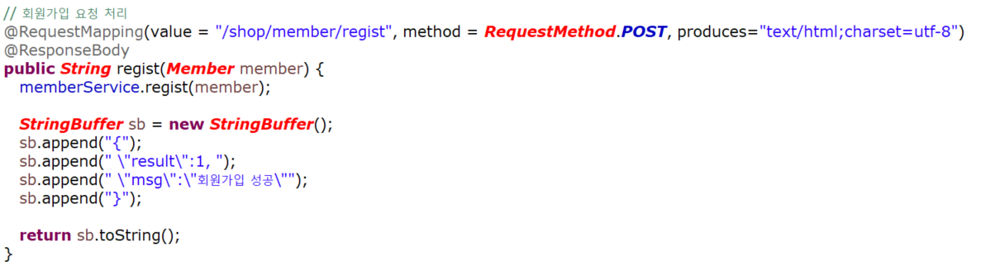 // 회원가입 요청 처리
@RequestMapping(value = "/shop/member/regist", method = RequestMethod.POST, produces="text/html;charset=utf-8")
@ResponseBody
public String regist(Member member) {
memberService.regist(member);
StringBuffer sb = new StringBuffer();
sb.append("{");
sb.append(" \"result\":1, ");
sb.append(" \"msg\":\"회원가입 성공\"");
sb.append("}");
return sb.toString();
}